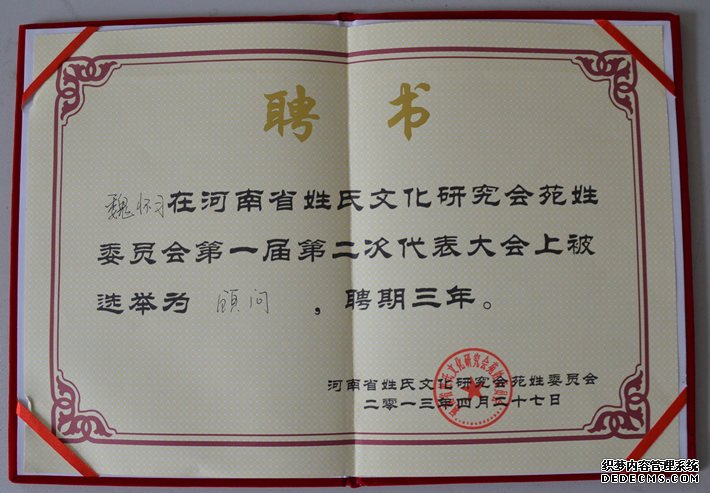 聘 书
魏怀习在河南省姓氏文化研究会苑姓
委员会第一届第二次代表大会上被
选举为 顾问 ，聘期三年。
河南省姓氏文化研究会苑姓委员会
二零一三年四月二十七日
织梦内容管理系统
DEDECMS.COM